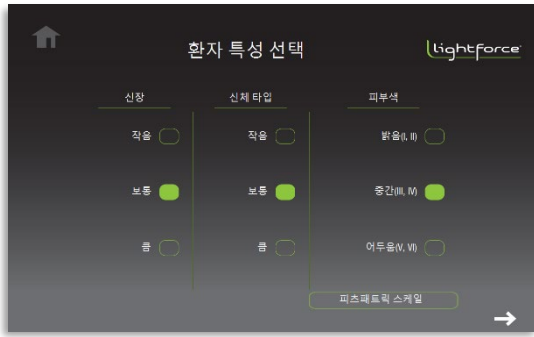 환자 특성 선택
lightforce
신장 신체 타입 피부색
작음 작음 밝음(I, II)
보통 보통 중간(III, IV)
큼 큼 어두움(V, VI)
피츠패트릭 스케일